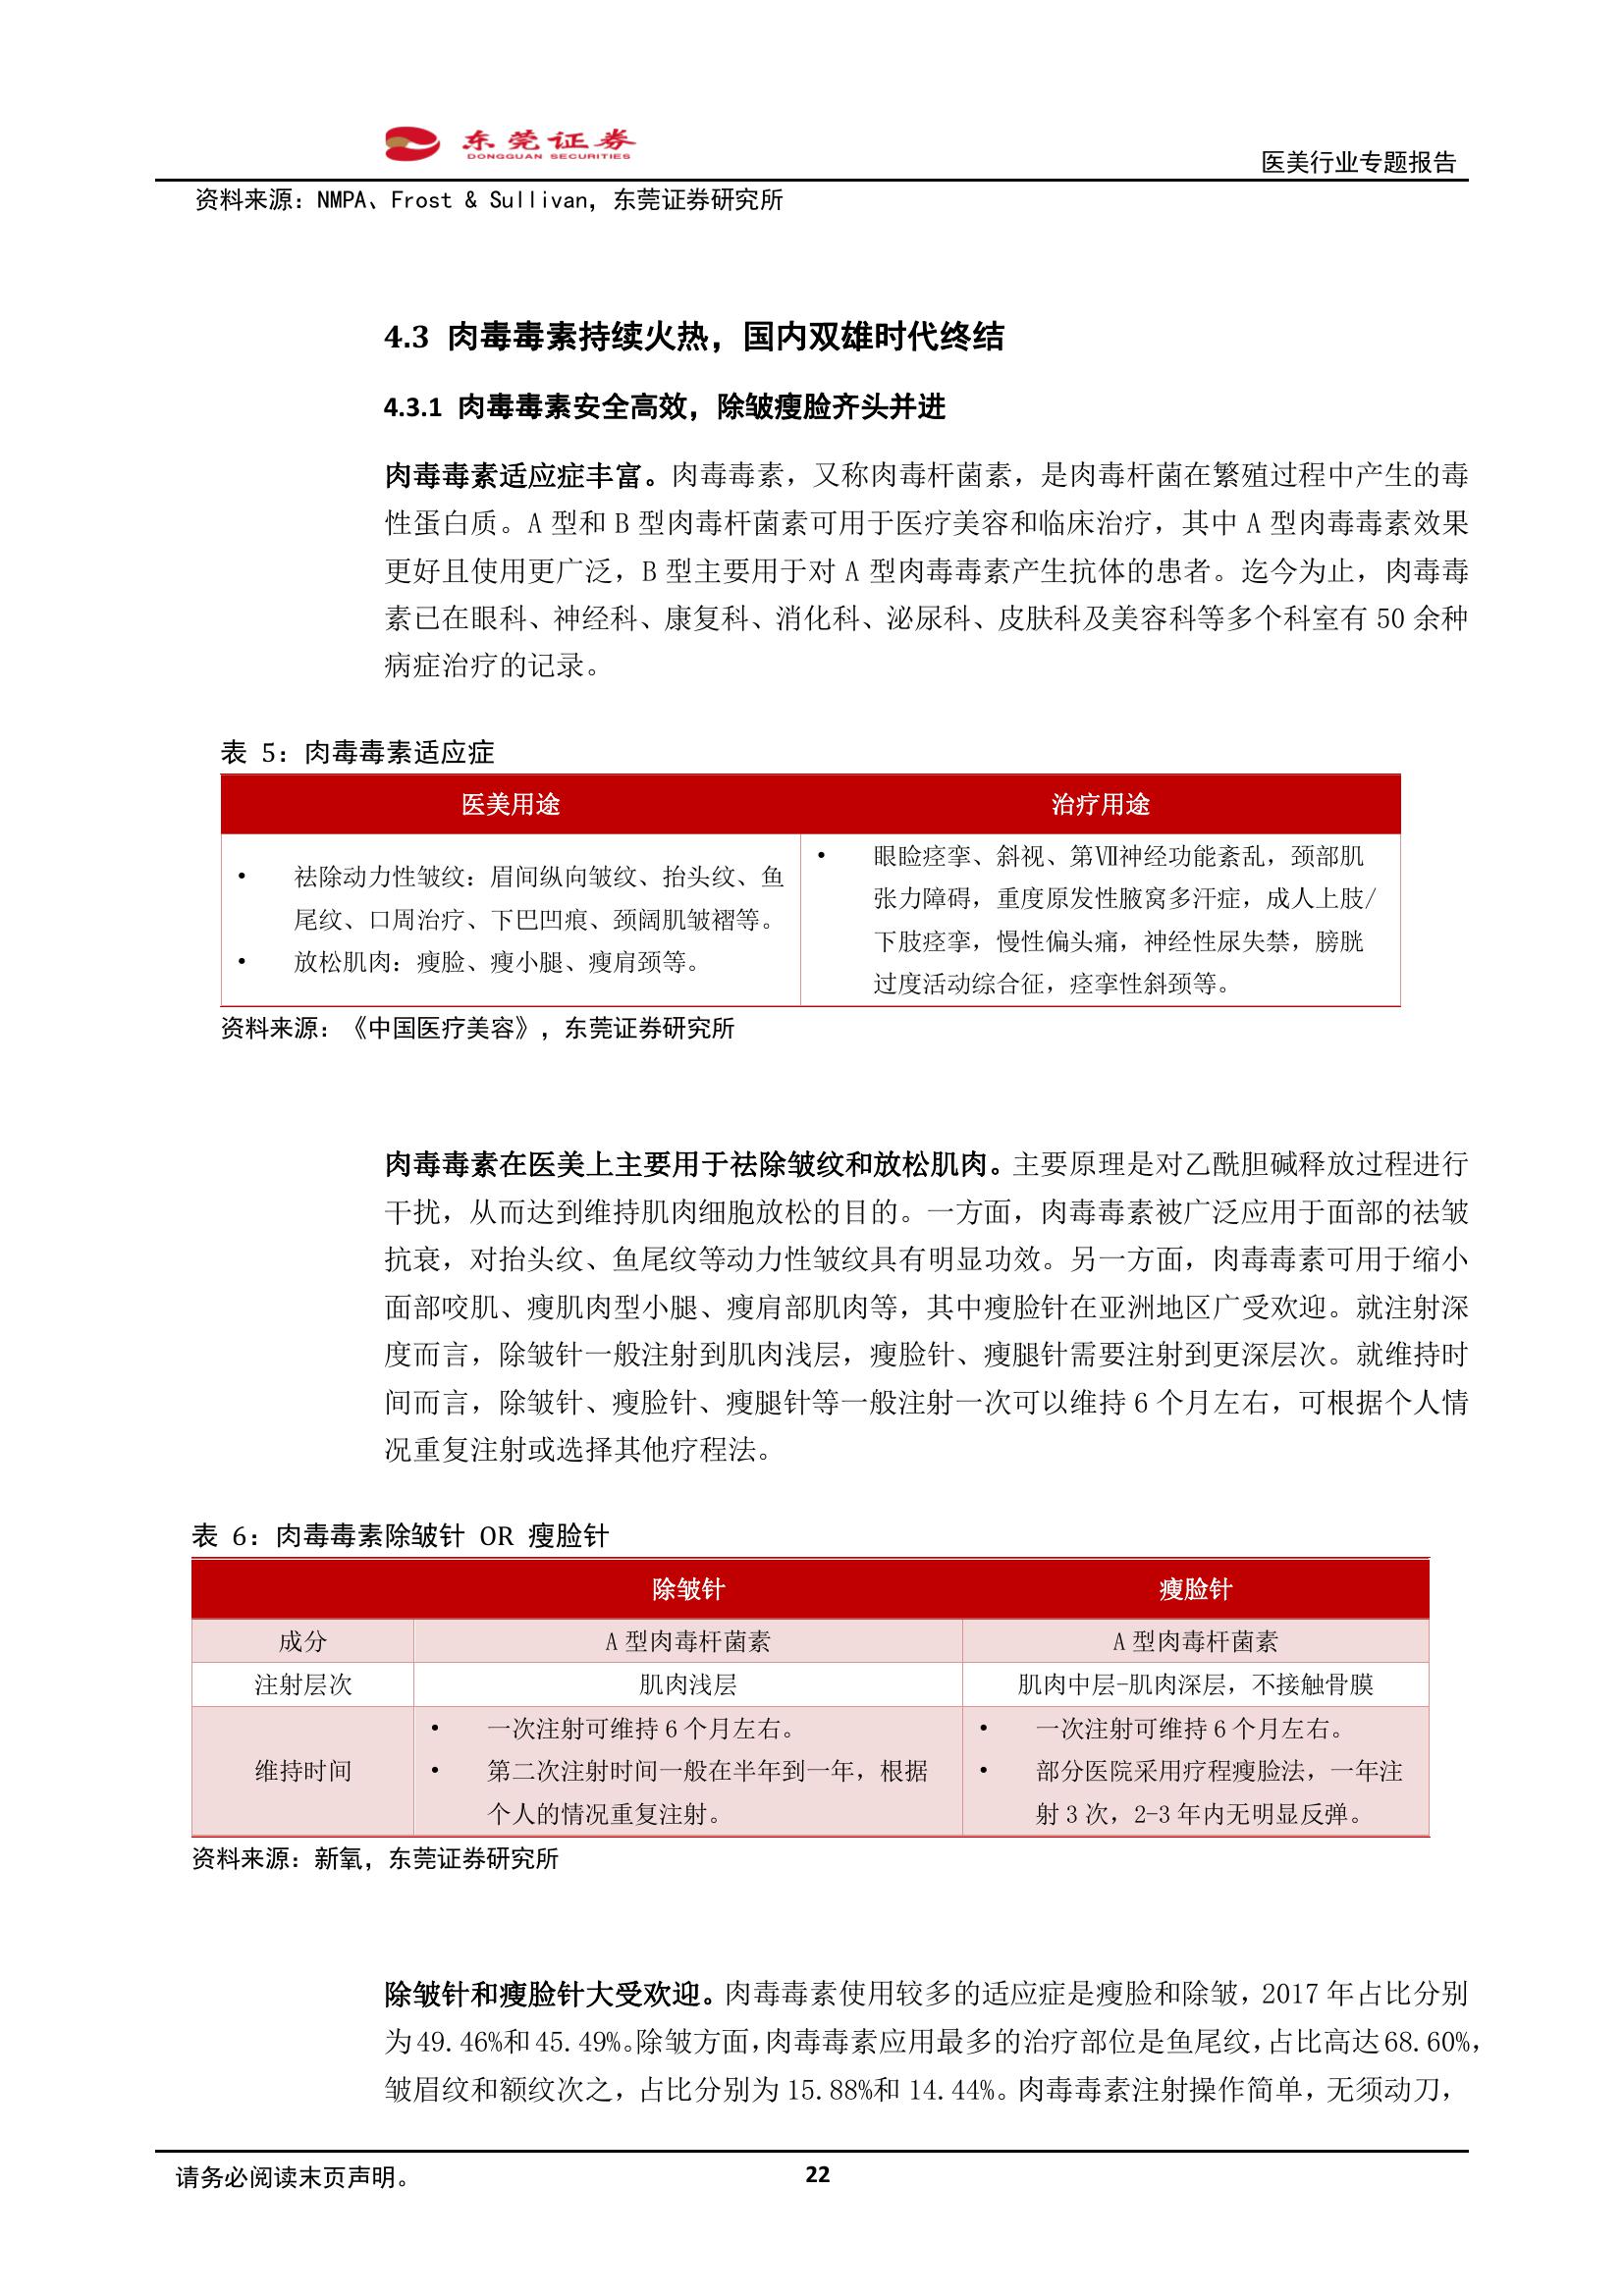 东莞证券
DONGGUAN SECURITIES
医美行业专题报告
资料来源：NMPA、Frost & Sullivan，东莞证券研究所
4.3 肉毒毒素持续火热，国内双雄时代终结
4.3.1 肉毒毒素安全高效，除皱瘦脸齐头并进
肉毒毒素适应症丰富。肉毒毒素，又称肉毒杆菌素，是肉毒杆菌在繁殖过程中产生的毒
性蛋白质。A 型和 B 型肉毒杆菌素可用于医疗美容和临床治疗，其中 A 型肉毒毒素效果
更好且使用更广泛，B 型主要用于对 A 型肉毒毒素产生抗体的患者。迄今为止，肉毒毒
素已在眼科、神经科、康复科、消化科、泌尿科、皮肤科及美容科等多个科室有 50 余种
病症治疗的记录。
表 5：肉毒毒素适应症
医美用途 治疗用途
• 祛除动力性皱纹：眉间纵向皱纹、抬头纹、鱼
尾纹、口周治疗、下巴凹痕、颈阔肌皱褶等。
• 放松肌肉：瘦脸、瘦小腿、瘦肩颈等。
• 眼睑痉挛、斜视、第Ⅶ神经功能紊乱，颈部肌
张力障碍，重度原发性腋窝多汗症，成人上肢/
下肢痉挛，慢性偏头痛，神经性尿失禁，膀胱
过度活动综合征，痉挛性斜颈等。
资料来源：《中国医疗美容》，东莞证券研究所
肉毒毒素在医美上主要用于祛除皱纹和放松肌肉。主要原理是对乙酰胆碱释放过程进行
干扰，从而达到维持肌肉细胞放松的目的。一方面，肉毒毒素被广泛应用于面部的祛皱
抗衰，对抬头纹、鱼尾纹等动力性皱纹具有明显功效。另一方面，肉毒毒素可用于缩小
面部咬肌、瘦肌肉型小腿、瘦肩部肌肉等，其中瘦脸针在亚洲地区广受欢迎。就注射深
度而言，除皱针一般注射到肌肉浅层，瘦脸针、瘦腿针需要注射到更深层次。就维持时
间而言，除皱针、瘦脸针、瘦腿针等一般注射一次可以维持 6 个月左右，可根据个人情
况重复注射或选择其他疗程法。
表 6：肉毒毒素除皱针 OR 瘦脸针
除皱针 瘦脸针
成分 A 型肉毒杆菌素 A 型肉毒杆菌素
注射层次 肌肉浅层 肌肉中层-肌肉深层，不接触骨膜
维持时间
• 一次注射可维持 6 个月左右。
• 第二次注射时间一般在半年到一年，根据
个人的情况重复注射。
• 一次注射可维持 6 个月左右。
• 部分医院采用疗程瘦脸法，一年注
射 3 次，2-3 年内无明显反弹。
资料来源：新氧，东莞证券研究所
除皱针和瘦脸针大受欢迎。肉毒毒素使用较多的适应症是瘦脸和除皱，2017 年占比分别
为 49.46%和 45.49%。除皱方面，肉毒毒素应用最多的治疗部位是鱼尾纹，占比高达 68.60%，
皱眉纹和额纹次之，占比分别为 15.88%和 14.44%。肉毒毒素注射操作简单，无须动刀，
请务必阅读末页声明。
22